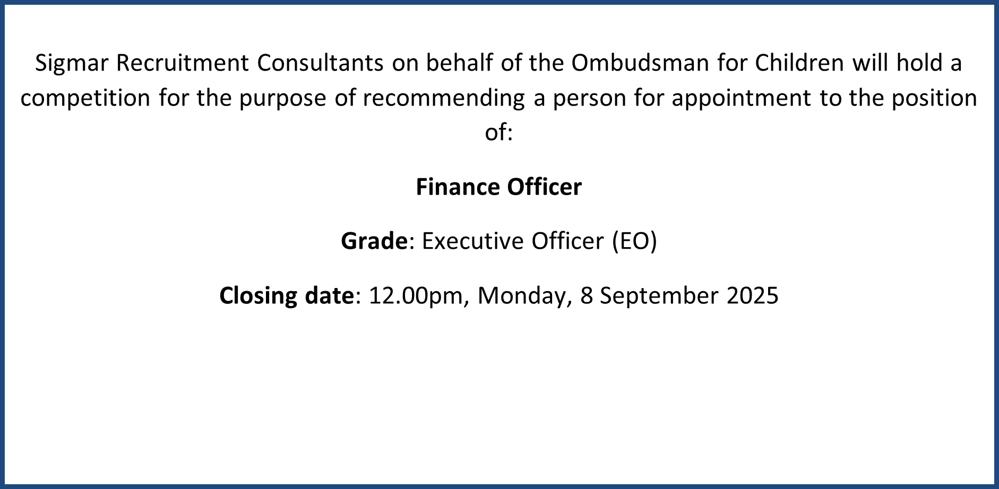 Sigmar Recruitment Consultants on behalf of the Ombudsman for Children will hold a
competition for the purpose of recommending a person for appointment to the position
of:
Finance Officer
Grade: Executive Officer (EO)
Closing date: 12.00pm, Monday, 8 September 2025